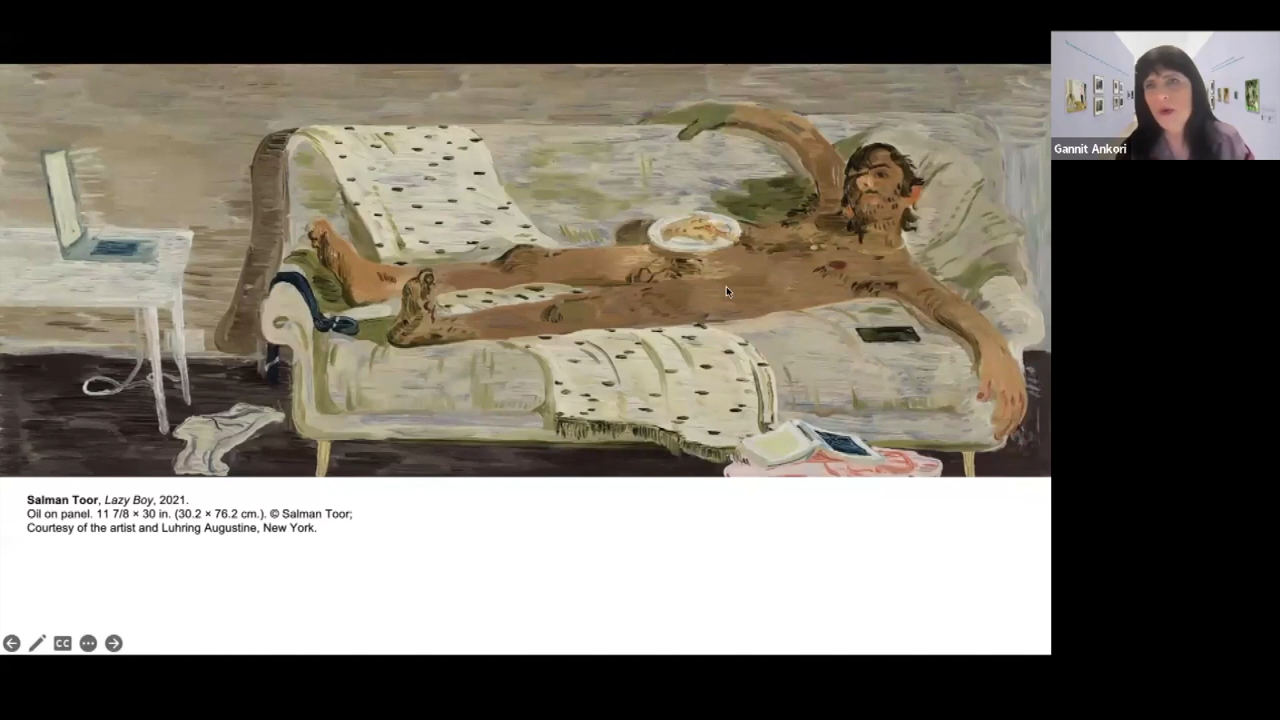 Gannit Ankori
Salman Toor, Lazy Boy, 2021.
Oil on panel. 11 7/8 × 30 in. (30.2 × 76.2 cm.). © Salman Toor;
Courtesy of the artist and Luhring Augustine, New York.
CC